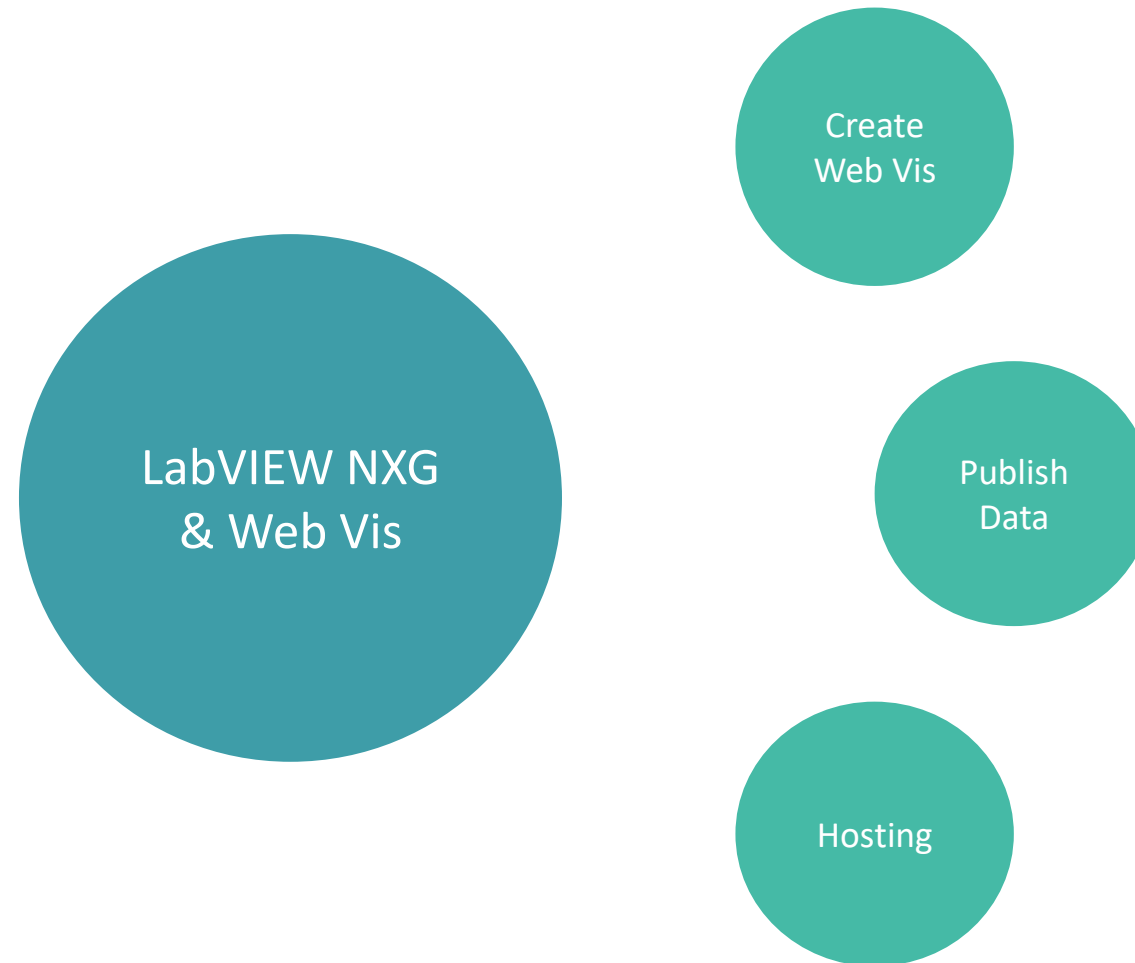 LabVIEW NXG
& Web Vis
Create
Web Vis
Publish
Data
Hosting